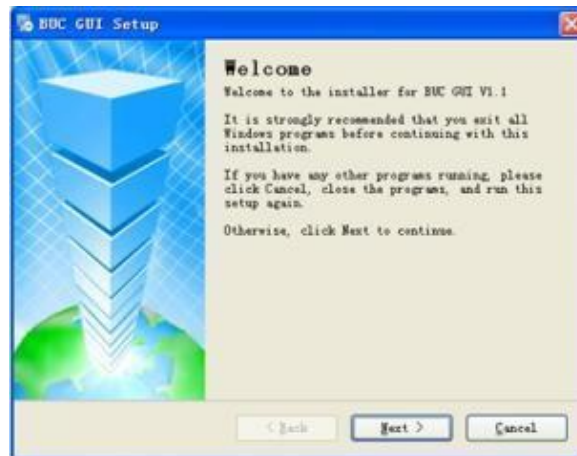 BUC GUI Setup
Welcome
Welcome to the installer for BUC GUI V1.1
It is strongly recommended that you exit all
Windows programs before continuing with this
installation.
If you have any other programs running, please
click Cancel, close the programs, and run this
setup again.
Otherwise, click Next to continue.
< Back
Next >
Cancel